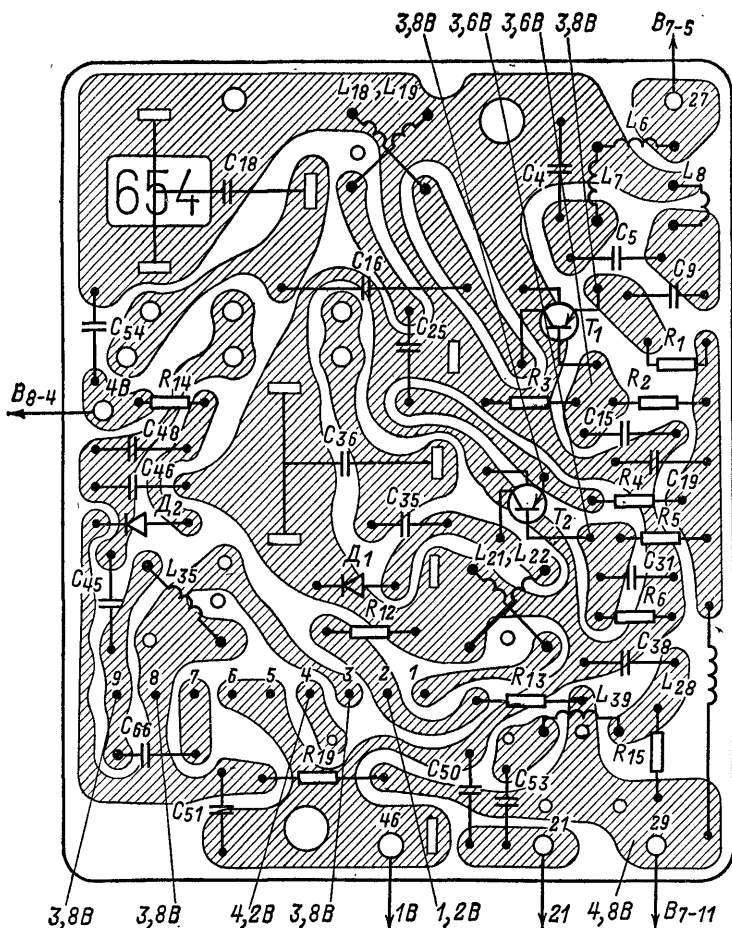 3,8В 3,6В 3,6В 3,8В В7-5
L18, L19
27
L6
C18
654
C4
L7
L8
C5
C16
C9
C54
C25
T1
R1
4В
R14
R3
R2
В8-4
C48
C15
C36
C46
R4
C19
Д2
C35
T2
R5
Д1
L21, L22
C31
C45
L35
R12
R6
C38
9 8 7 6 5 4 3 2 1
R13
L39
L28
C66
R19
C50
C53
R15
C51
46
21
29
3,8В 3,8В 4,2В 3,8В 1В 1,2В 21 4,8В В7-11